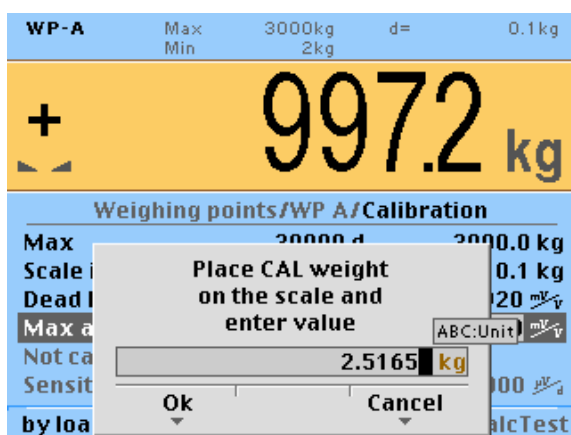 WP-A Max 3000kg d= 0.1kg
Min 2kg
+ 997.2 kg
Weighing points/WP A/Calibration
Max 30000 d 3000.0 kg
Scale i 0.1 kg
Dead l 020 mV/V
Max a mV/V
Not ca
Sensit 000 µV/d
Place CAL weight
on the scale and
enter value
ABC:Unit
2.5165 kg
Ok Cancel
by loa alcTest